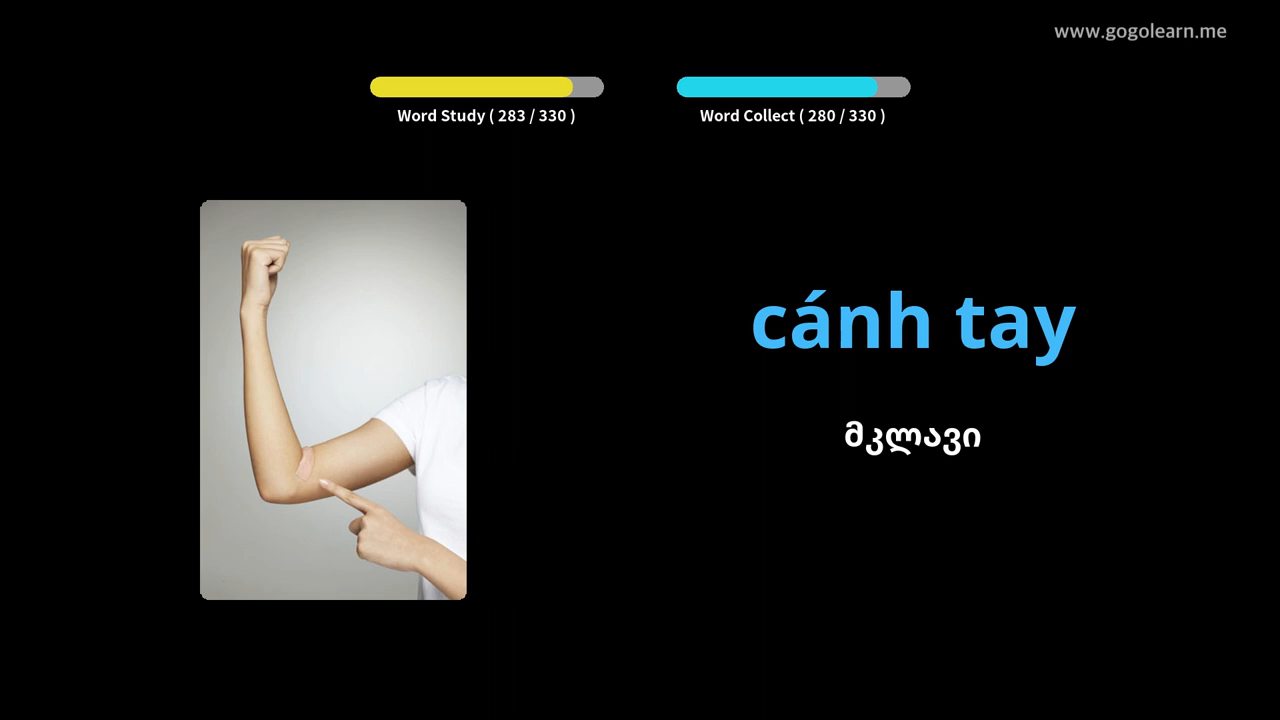 www.gogolearn.me
Word Study ( 283 / 330 )
Word Collect ( 280 / 330 )
cánh tay
მკლავი